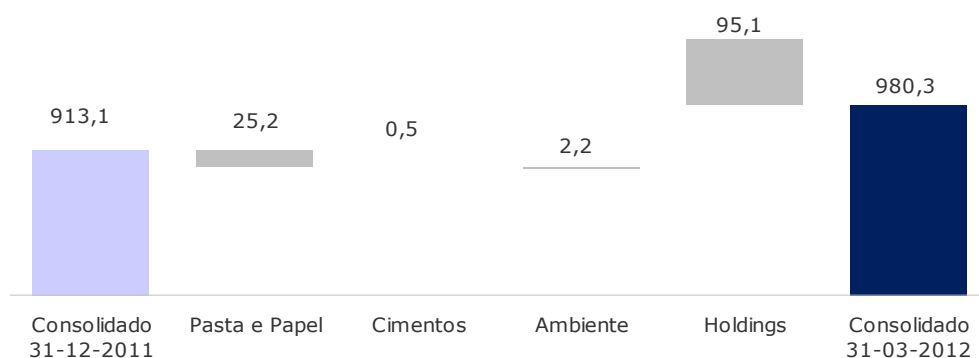 95,1
980,3
913,1
25,2
0,5
2,2
Consolidado
31-12-2011
Pasta e Papel
Cimentos
Ambiente
Holdings
Consolidado
31-03-2012